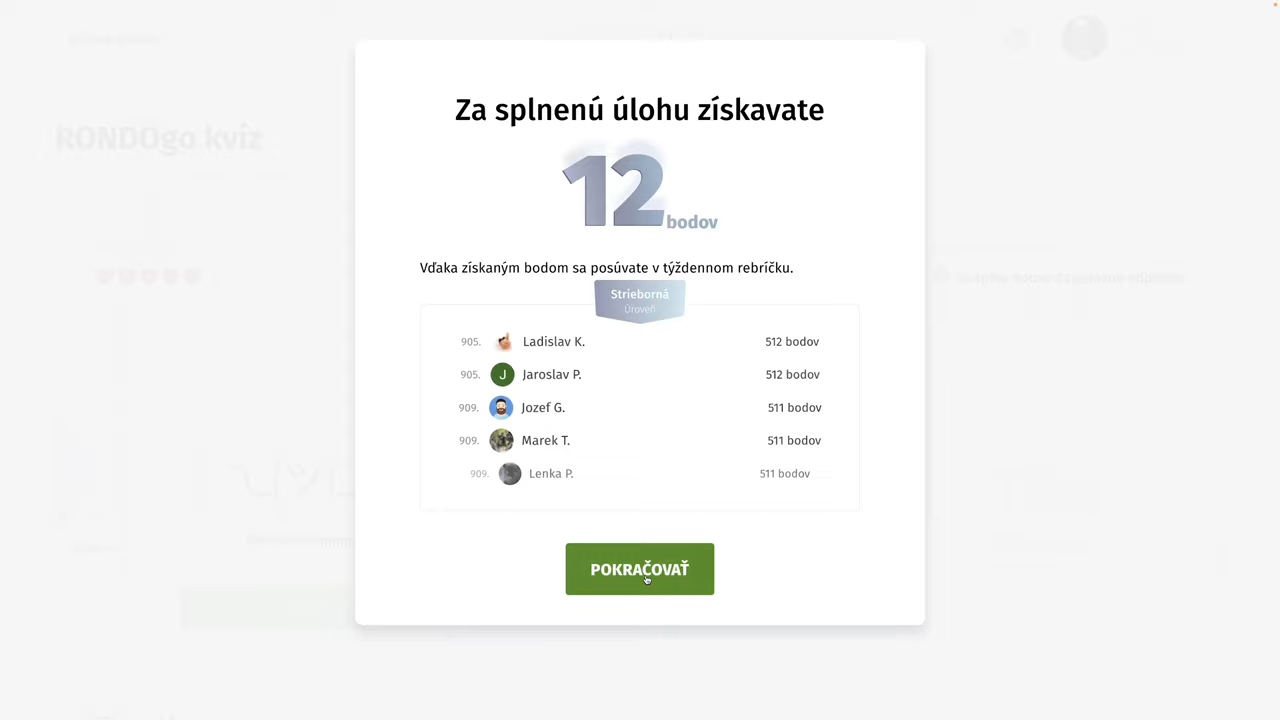 RONDOgo kvíz
Za splnenú úlohu získavate
12 bodov
Vďaka získaným bodom sa posúvate v týždennom rebríčku.
Strieborná
Úroveň
905. Ladislav K. 512 bodov
905. J Jaroslav P. 512 bodov
909. Jozef G. 511 bodov
909. Marek T. 511 bodov
909. Lenka P. 511 bodov
POKRAČOVAŤ